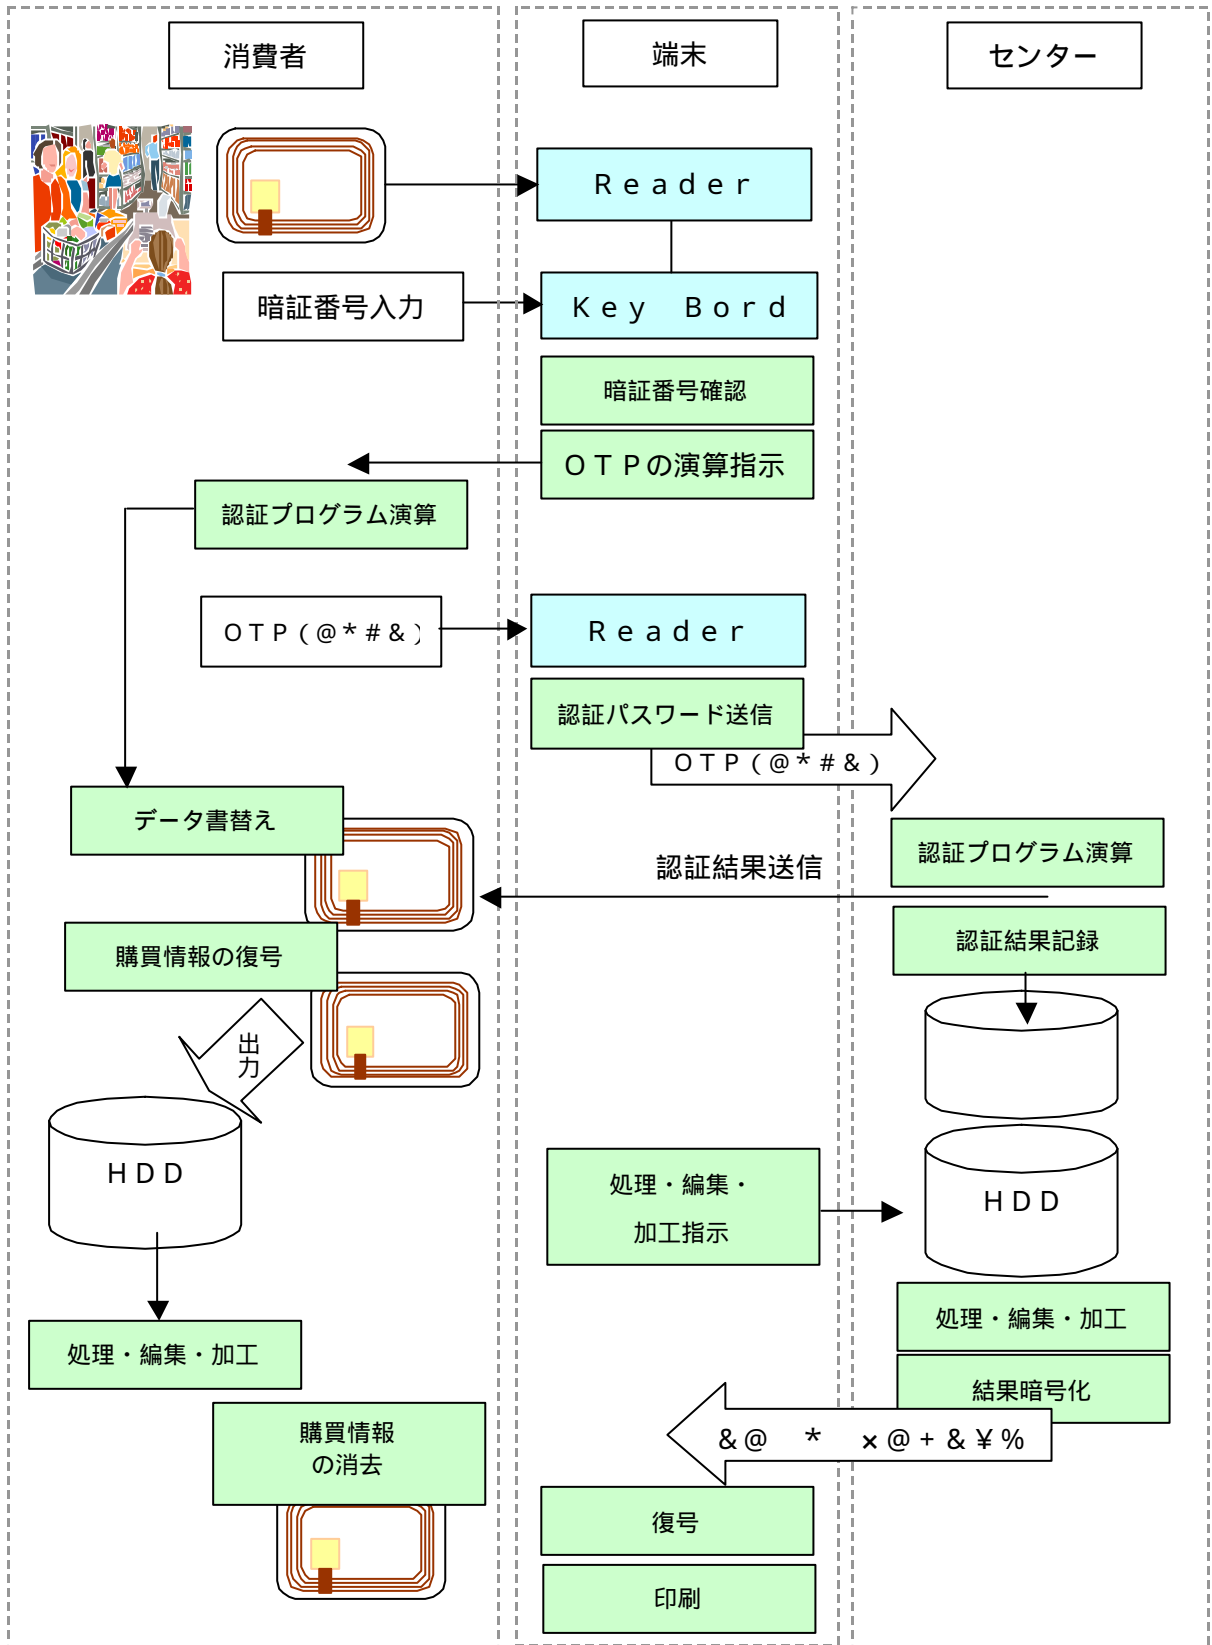 消費者
端末
センター
Ｒｅａｄｅｒ
暗証番号入力
Ｋｅｙ　Ｂｏｒｄ
暗証番号確認
ＯＴＰの演算指示
認証プログラム演算
ＯＴＰ（＠＊＃＆）
Ｒｅａｄｅｒ
認証パスワード送信
ＯＴＰ（＠＊＃＆）
データ書替え
認証プログラム演算
認証結果送信
認証結果記録
購買情報の復号
出
力
ＨＤＤ
処理・編集・
加工指示
ＨＤＤ
処理・編集・加工
処理・編集・加工
結果暗号化
＆＠　＊　×＠＋＆￥％
購買情報
の消去
復号
印刷